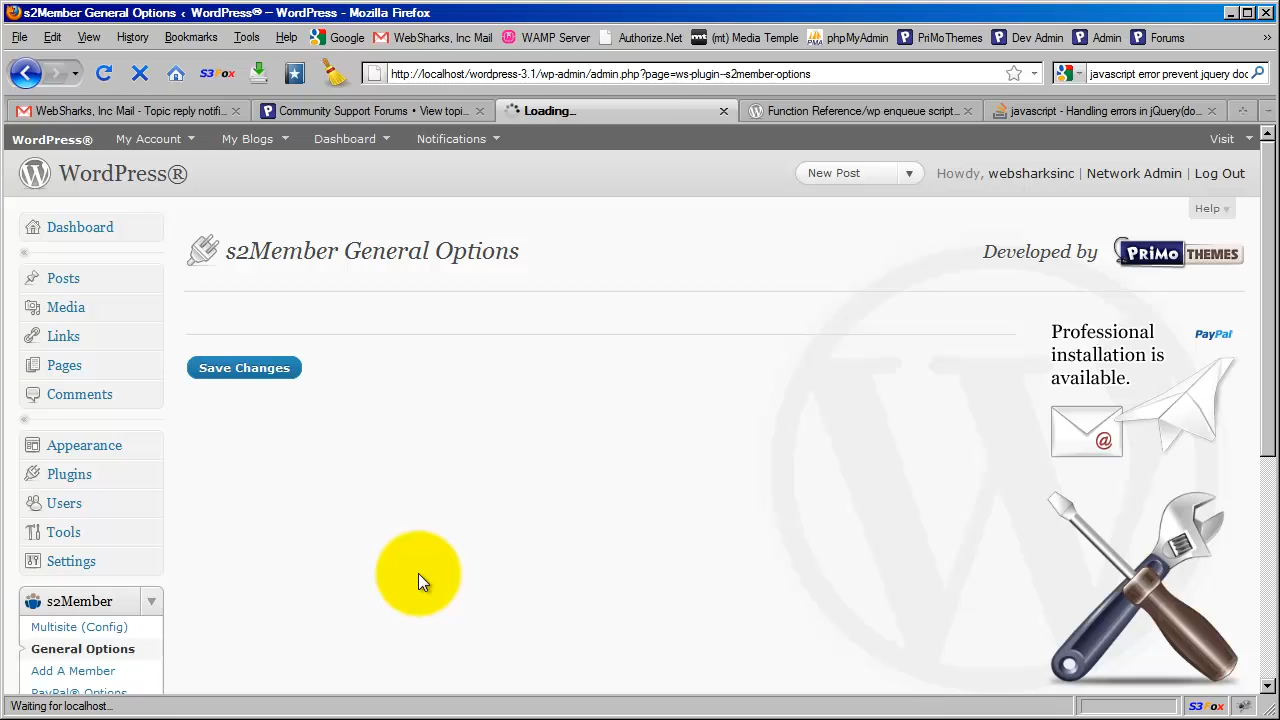 s2Member General Options ‹ WordPress® — WordPress - Mozilla Firefox
File Edit View History Bookmarks Tools Help Google WebSharks, Inc Mail WAMP Server Authorize.Net (mt) Media Temple phpMyAdmin PriMoThemes Dev Admin Admin Forums »
S3Fox http://localhost/wordpress-3.1/wp-admin/admin.php?page=ws-plugin--s2member-options javascript error prevent jquery doc
WebSharks, Inc Mail - Topic reply notifi... Community Support Forums • View topi... Loading... Function Reference/wp enqueue script... javascript - Handling errors in jQuery(do...
WordPress® My Account My Blogs Dashboard Notifications Visit
WordPress® New Post Howdy, websharksinc | Network Admin | Log Out
Help
Dashboard
s2Member General Options
Developed by PRiMO THEMES
Posts
Media
Links
Pages
Comments
Save Changes
Professional
installation is
available.
PayPal
@
Appearance
Plugins
Users
Tools
Settings
s2Member
Multisite (Config)
General Options
Add A Member
PayPal® Options
Waiting for localhost... S3Fox